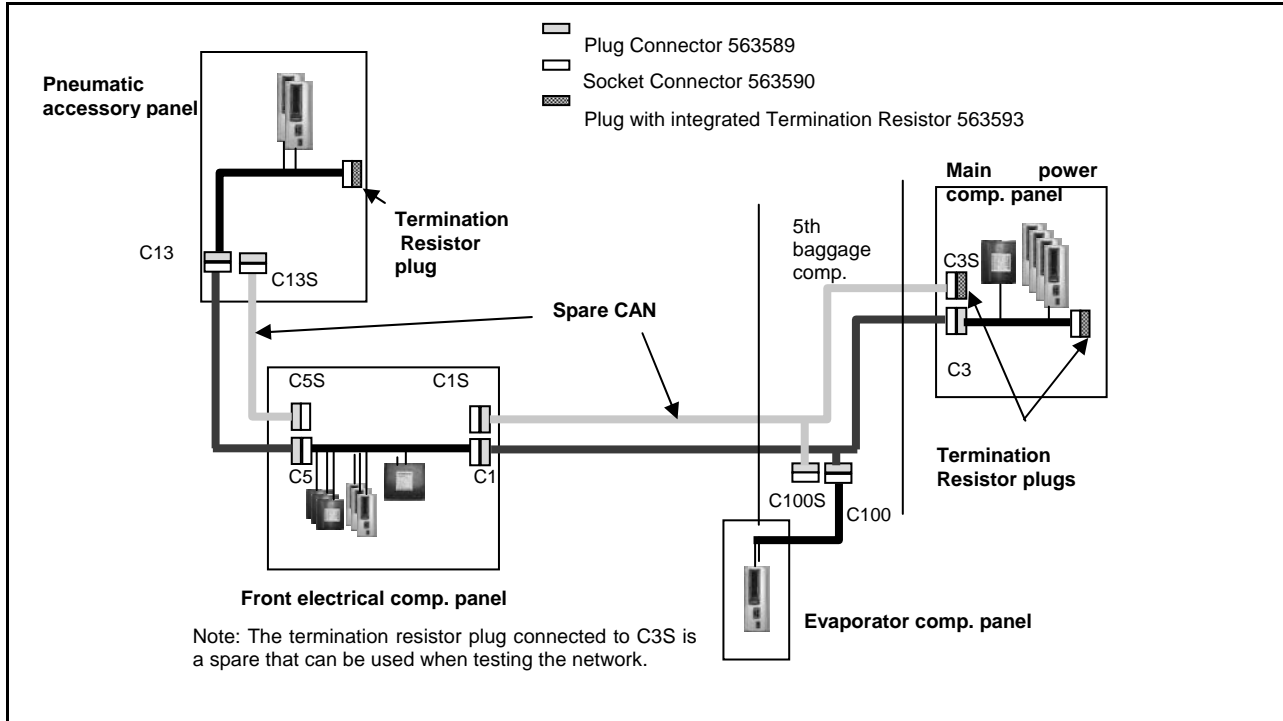 Plug Connector 563589
Socket Connector 563590
Plug with integrated Termination Resistor 563593
Pneumatic
accessory panel
Termination
Resistor
plug
C13
C13S
Spare CAN
5th
baggage
comp.
Main power
comp. panel
C3S
C3
Termination
Resistor plugs
C5S
C1S
C5
C1
C100S
C100
Front electrical comp. panel
Evaporator comp. panel
Note: The termination resistor plug connected to C3S is
a spare that can be used when testing the network.